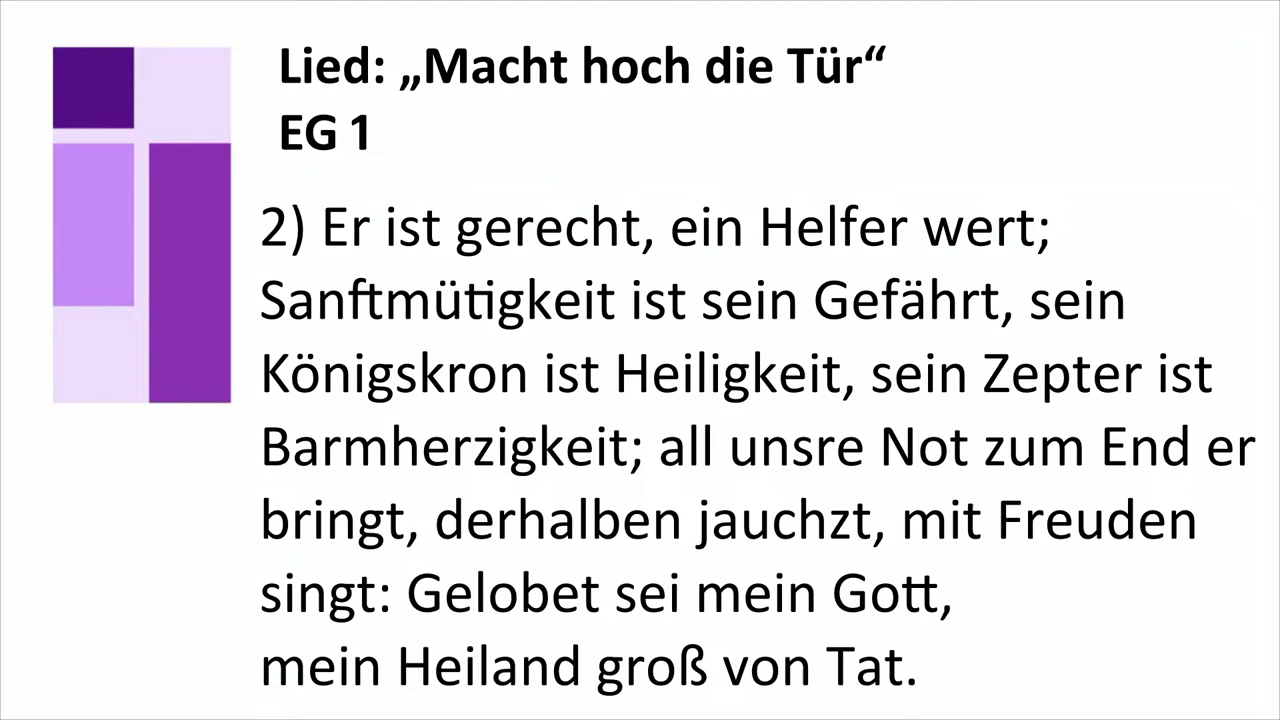 Lied: „Macht hoch die Tür“
EG 1
2) Er ist gerecht, ein Helfer wert;
Sanftmütigkeit ist sein Gefährt, sein
Königskron ist Heiligkeit, sein Zepter ist
Barmherzigkeit; all unsre Not zum End er
bringt, derhalben jauchzt, mit Freuden
singt: Gelobet sei mein Gott,
mein Heiland groß von Tat.